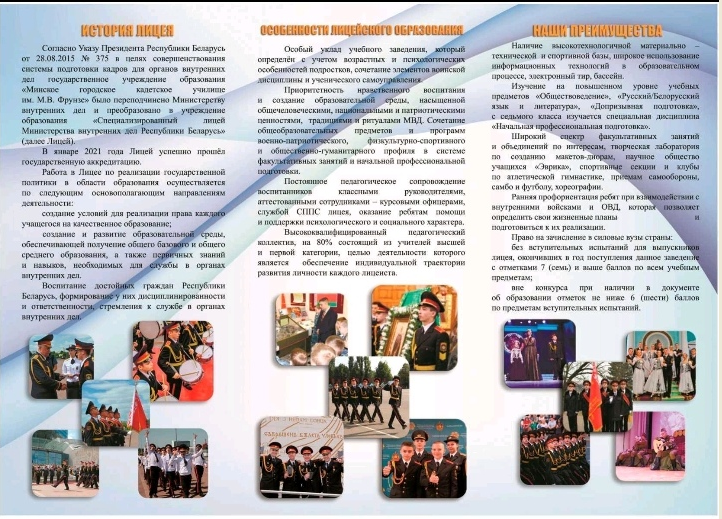 ИСТОРИЯ ЛИЦЕЯ
Согласно Указу Президента Республики Беларусь
от 28.08.2015 № 375 в целях совершенствования
системы подготовки кадров для органов внутренних
дел государственное учреждение образования
«Минское городское кадетское училище
им. М.В. Фрунзе» было переподчинено Министерству
внутренних дел и преобразовано в учреждение
образования «Специализированный лицей
Министерства внутренних дел Республики Беларусь»
(далее Лицей).
В январе 2021 года Лицей успешно прошёл
государственную аккредитацию.
Работа в Лицее по реализации государственной
политики в области образования осуществляется
по следующим основополагающим направлениям
деятельности:
создание условий для реализации права каждого
учащегося на качественное образование;
создание и развитие образовательной среды,
обеспечивающей получение общего базового и общего
среднего образования, а также первичных знаний
и навыков, необходимых для службы в органах
внутренних дел.
Воспитание достойных граждан Республики
Беларусь, формирование у них дисциплинированности
и ответственности, стремления к службе в органах
внутренних дел.
ОСОБЕННОСТИ ЛИЦЕЙСКОГО ОБРАЗОВАНИЯ
Особый уклад учебного заведения, который
определён с учетом возрастных и психологических
особенностей подростков, сочетание элементов воинской
дисциплины и ученического самоуправления.
Приоритетность нравственного воспитания
и создание образовательной среды, насыщенной
общечеловеческими, национальными и патриотическими
ценностями, традициями и ритуалами МВД. Сочетание
общеобразовательных предметов и программ
военно-патриотического, физкультурно-спортивного
и общественно-гуманитарного профиля в системе
факультативных занятий и начальной профессиональной
подготовки.
Постоянное педагогическое сопровождение
воспитанников классными руководителями,
аттестованными сотрудниками – курсовыми офицерами,
службой СППС лицея, оказание ребятам помощи
и поддержки психологического и социального характера.
Высококвалифицированный педагогический
коллектив, на 80% состоящий из учителей высшей
и первой категории, целью деятельности которого
является обеспечение индивидуальной траектории
развития личности каждого лицеиста.
НАШИ ПРЕИМУЩЕСТВА
Наличие высокотехнологичной материально –
технической и спортивной базы, широкое использование
информационных технологий в образовательном
процессе, электронный тир, бассейн.
Изучение на повышенном уровне учебных
предметов «Обществоведение», «Русский/Белорусский
язык и литература», «Допризывная подготовка»,
с седьмого класса изучается специальная дисциплина
«Начальная профессиональная подготовка».
Широкий спектр факультативных занятий
и объединений по интересам, творческая лаборатория
по созданию макетов-диорам, научное общество
учащихся «Эврика», спортивные секции и клубы
по атлетической гимнастике, приемам самообороны,
самбо и футболу, хореографии.
Ранняя профориентация ребят при взаимодействии с
внутренними войсками и ОВД, которая позволяет
определить свои жизненные планы и
подготовиться к их реализации.
Право на зачисление в силовые вузы страны:
без вступительных испытаний для выпускников
лицея, окончивших в год поступления данное заведение
с отметками 7 (семь) и выше баллов по всем учебным
предметам;
вне конкурса при наличии в документе
об образовании отметок не ниже 6 (шести) баллов
по предметам вступительных испытаний.